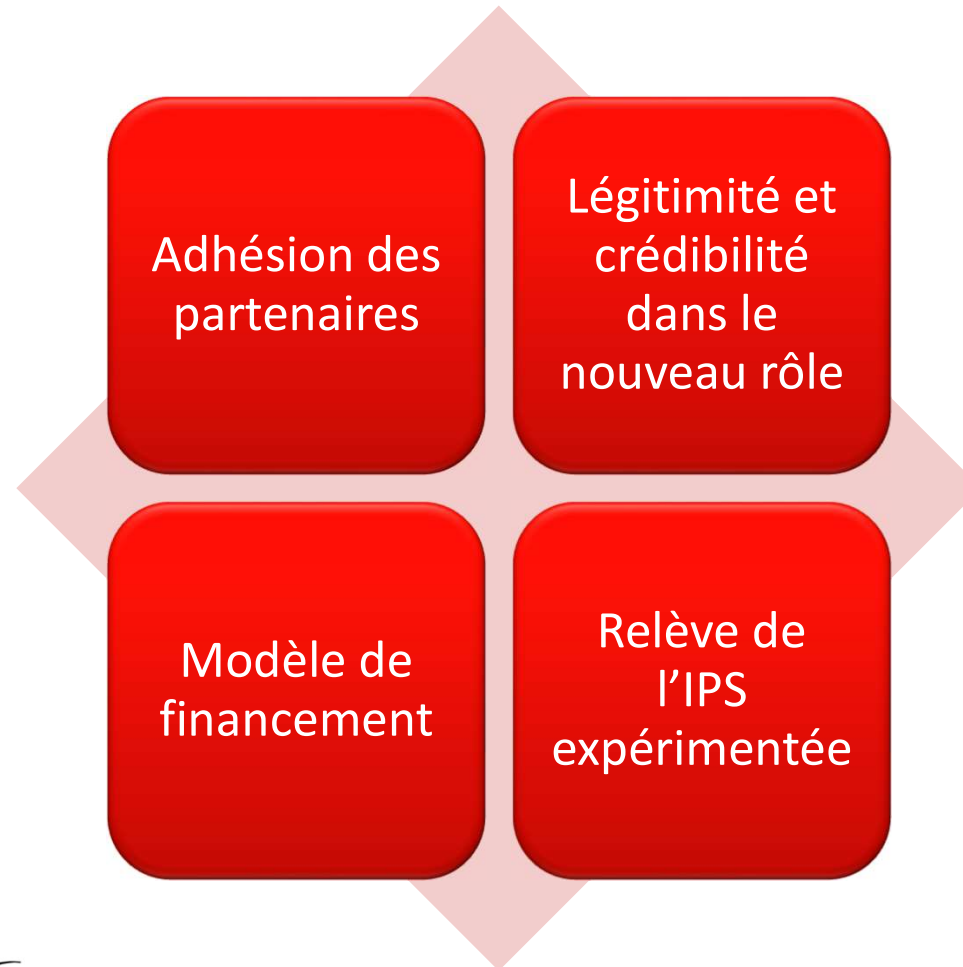 Adhésion des
partenaires
Légitimité et
crédibilité
dans le
nouveau rôle
Modèle de
financement
Relève de
l’IPS
expérimentée